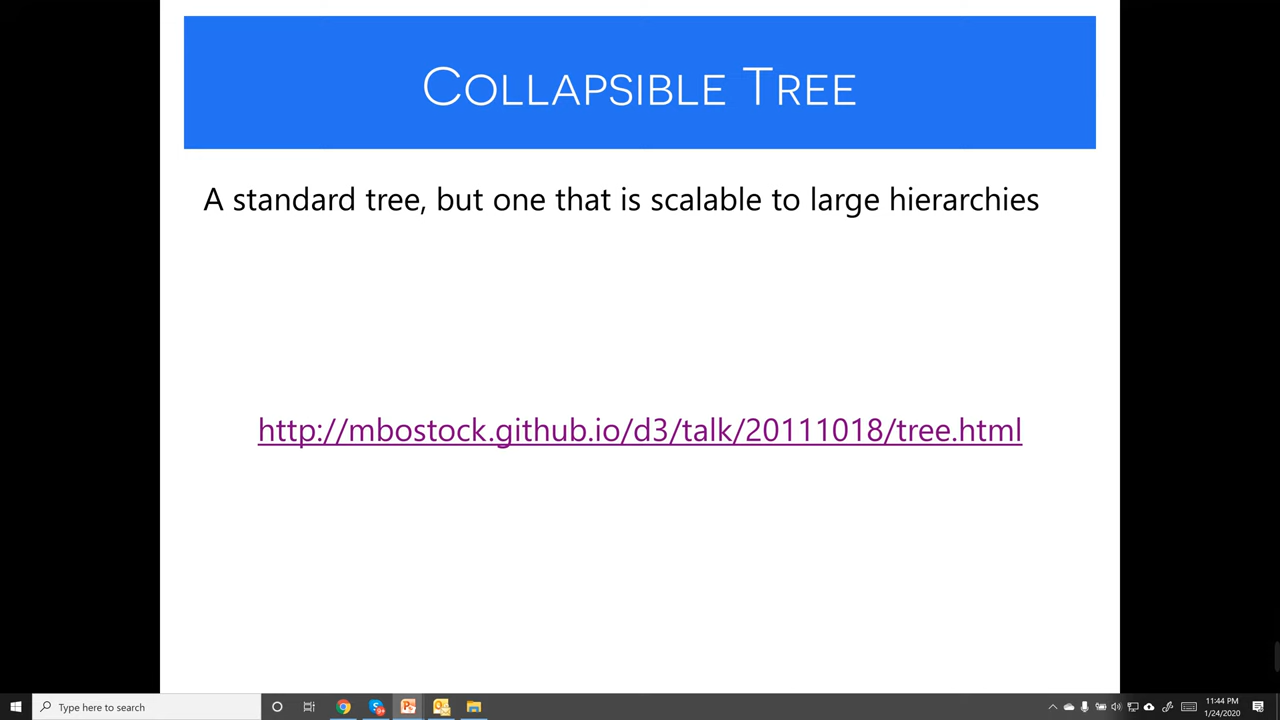 Collapsible Tree
A standard tree, but one that is scalable to large hierarchies
http://mbostock.github.io/d3/talk/20111018/tree.html
Type here to search
11:44 PM
1/24/2020